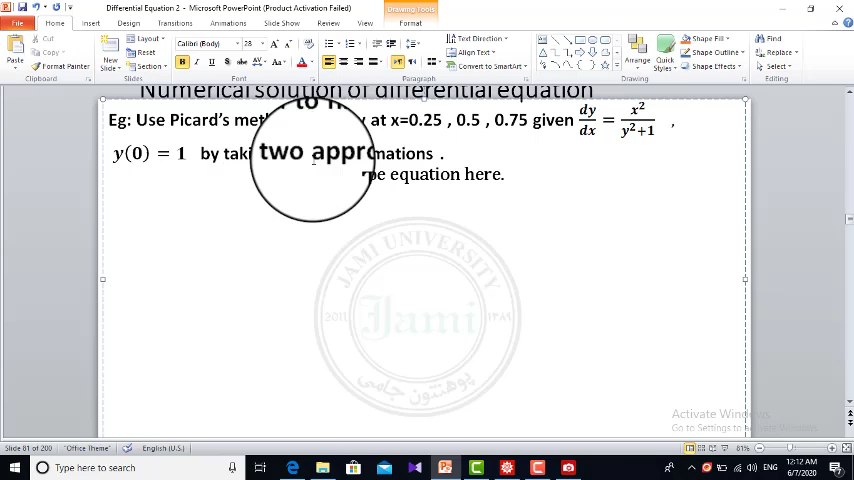 Differential Equation 2 - Microsoft PowerPoint (Product Activation Failed)
Drawing Tools
File Home Insert Design Transitions Animations Slide Show Review View Format
Cut
Copy
Format Painter
Paste
Clipboard
New Slide
Layout
Reset
Section
Slides
Calibri (Body) 28
Font
Text Direction
Align Text
Convert to SmartArt
Paragraph
Arrange
Quick Styles
Shape Fill
Shape Outline
Shape Effects
Drawing
Find
Replace
Select
Editing
Numerical solution of differential equation
Eg: Use Picard's at x=0.25 , 0.5 , 0.75 given dy/dx = x²/(y²+1) ,
y(0) = 1 by two .
equation here.
JAMI UNIVERSITY
Jami
پوهنتون جامی
Activate Windows
Go to Settings to activate Windows.
Slide 81 of 200 "Office Theme" English (U.S.) 81%
Type here to search
ENG
12:12 AM
6/7/2020